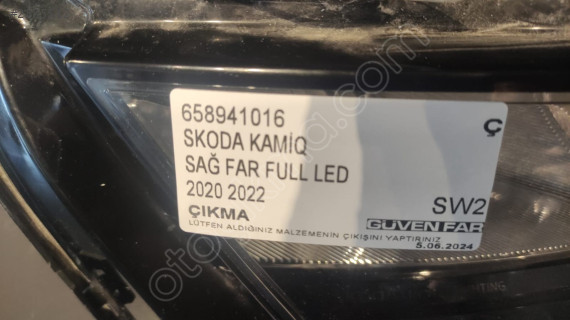 658941016
Ç
SKODA KAMİQ
SAĞ FAR FULL LED
2020 2022
SW2
ÇIKMA
GÜVEN FAR
LÜTFEN ALDIĞINIZ MALZEMENİN ÇIKIŞINI YAPTIRINIZ
5.06.2024